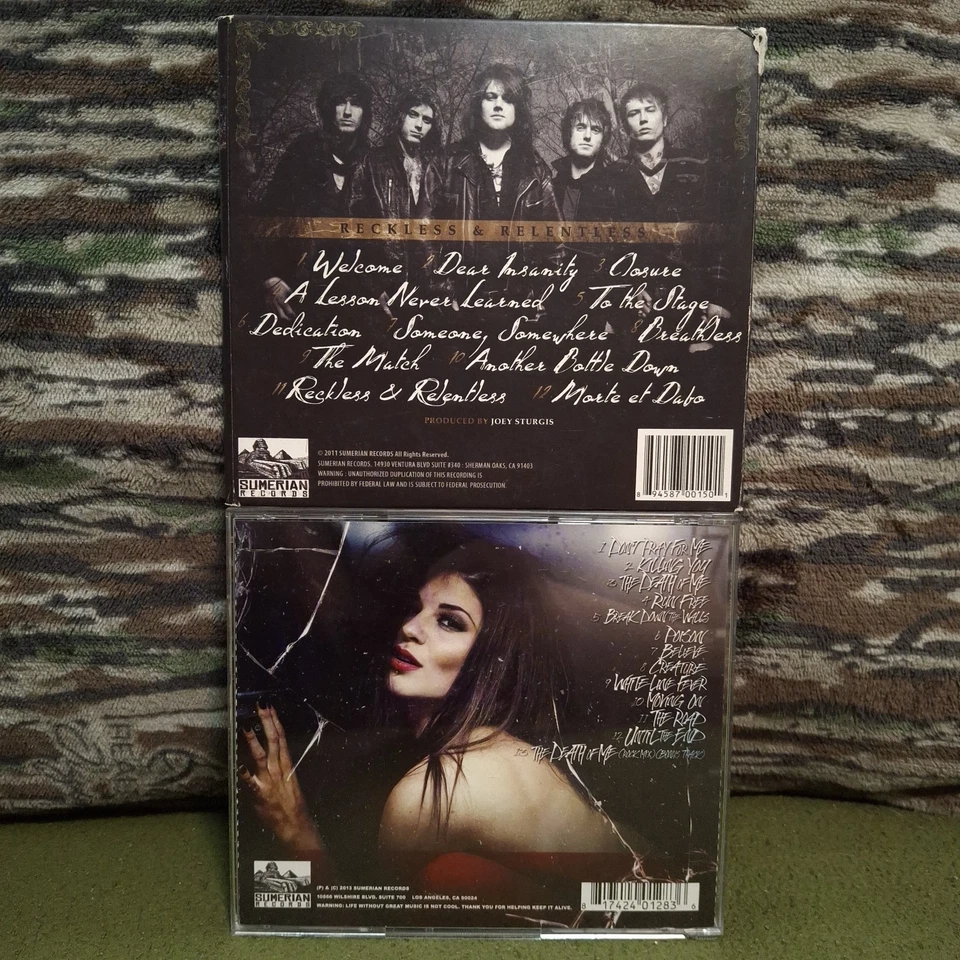 RECKLESS & RELENTLESS
1 Welcome 2 Dear Insanity 3 Closure
A Lesson Never Learned 5 To the Stage
6 Dedication 7 Someone, Somewhere 8 Breathless
9 The Match 10 Another Bottle Down
11 Reckless & Relentless 12 Morte et Dabo
PRODUCED BY JOEY STURGIS
SUMERIAN
RECORDS
© 2011 SUMERIAN RECORDS All Rights Reserved.
SUMERIAN RECORDS. 14930 VENTURA BLVD SUITE #340 : SHERMAN OAKS, CA 91403
WARNING : UNAUTHORIZED DUPLICATION OF THIS RECORDING IS
PROHIBITED BY FEDERAL LAW AND IS SUBJECT TO FEDERAL PROSECUTION.
8 94587 00150 1
1 DON'T PRAY FOR ME
2 KILLING YOU
3 THE DEATH OF ME
4 RUN FREE
5 BREAK DOWN THE WALLS
6 POISON
7 BELIEVE
8 CREATURE
9 WHITE LINE FEVER
10 MOVING ON
11 THE ROAD
12 UNTIL THE END
13 THE DEATH OF ME (ROCK MIX) (BONUS TRACK)
SUMERIAN
RECORDS
(P) & (C) 2013 SUMERIAN RECORDS
10866 WILSHIRE BLVD. SUITE 700 LOS ANGELES, CA 90024
WARNING: LIFE WITHOUT GREAT MUSIC IS NOT COOL. THANK YOU FOR HELPING KEEP IT ALIVE.
8 17424 01283 6